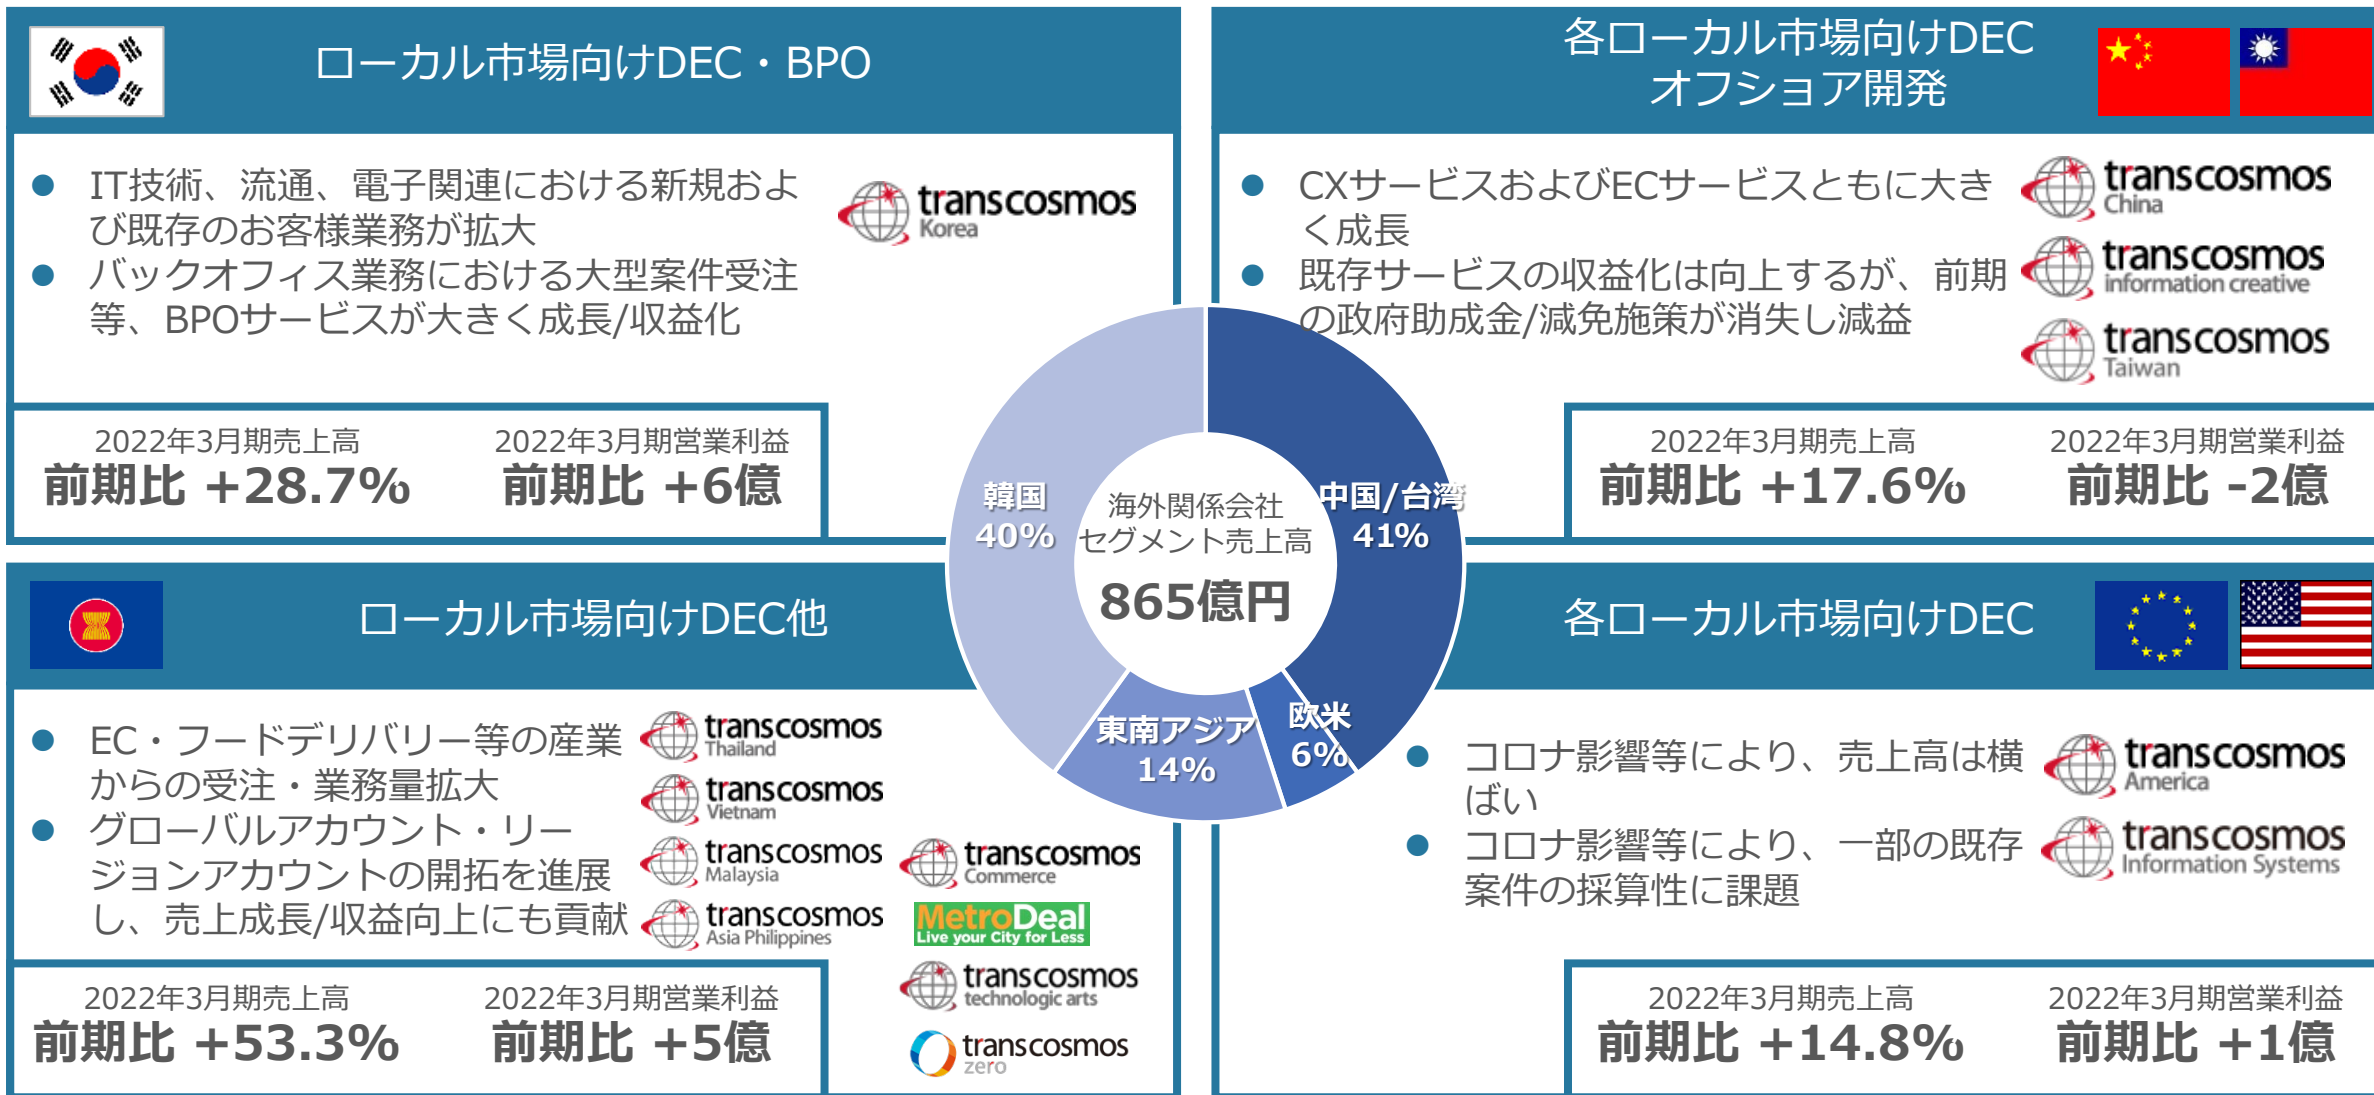 ローカル市場向けDEC・BPO
IT技術、流通、電子関連における新規およ
び既存のお客様業務が拡大
バックオフィス業務における大型案件受注
等、BPOサービスが大きく成長/収益化
transcosmos
Korea
2022年3月期売上高
前期比 +28.7%
2022年3月期営業利益
前期比 +6億
各ローカル市場向けDEC
オフショア開発
CXサービスおよびECサービスともに大き
く成長
既存サービスの収益化は向上するが、前期
の政府助成金/減免施策が消失し減益
transcosmos
China
transcosmos
information creative
transcosmos
Taiwan
2022年3月期売上高
前期比 +17.6%
2022年3月期営業利益
前期比 -2億
韓国
40%
海外関係会社
セグメント売上高
865億円
中国/台湾
41%
東南アジア
14%
欧米
6%
ローカル市場向けDEC他
EC・フードデリバリー等の産業
からの受注・業務量拡大
グローバルアカウント・リー
ジョンアカウントの開拓を進展
し、売上成長/収益向上にも貢献
transcosmos
Thailand
transcosmos
Vietnam
transcosmos
Malaysia
transcosmos
Asia Philippines
transcosmos
Commerce
MetroDeal
Live your City for Less
transcosmos
technologic arts
transcosmos
zero
2022年3月期売上高
前期比 +53.3%
2022年3月期営業利益
前期比 +5億
各ローカル市場向けDEC
コロナ影響等により、売上高は横
ばい
コロナ影響等により、一部の既存
案件の採算性に課題
transcosmos
America
transcosmos
Information Systems
2022年3月期売上高
前期比 +14.8%
2022年3月期営業利益
前期比 +1億